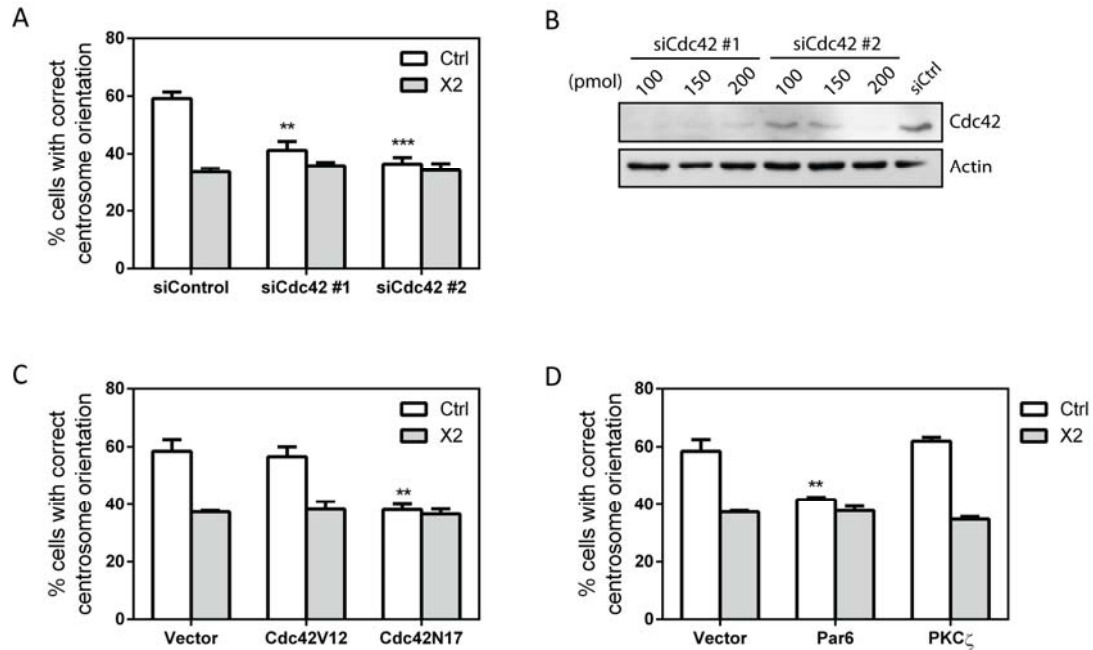 A
% cells with correct
centrosome orientation
80
60
40
20
0
Ctrl
X2
**
***
siControl
siCdc42 #1
siCdc42 #2
B
siCdc42 #1
siCdc42 #2
(pmol)
100
150
200
100
150
200
siCtrl
Cdc42
Actin
C
% cells with correct
centrosome orientation
80
60
40
20
0
Ctrl
X2
**
Vector
Cdc42V12
Cdc42N17
D
% cells with correct
centrosome orientation
80
60
40
20
0
Ctrl
X2
**
Vector
Par6
PKCζ